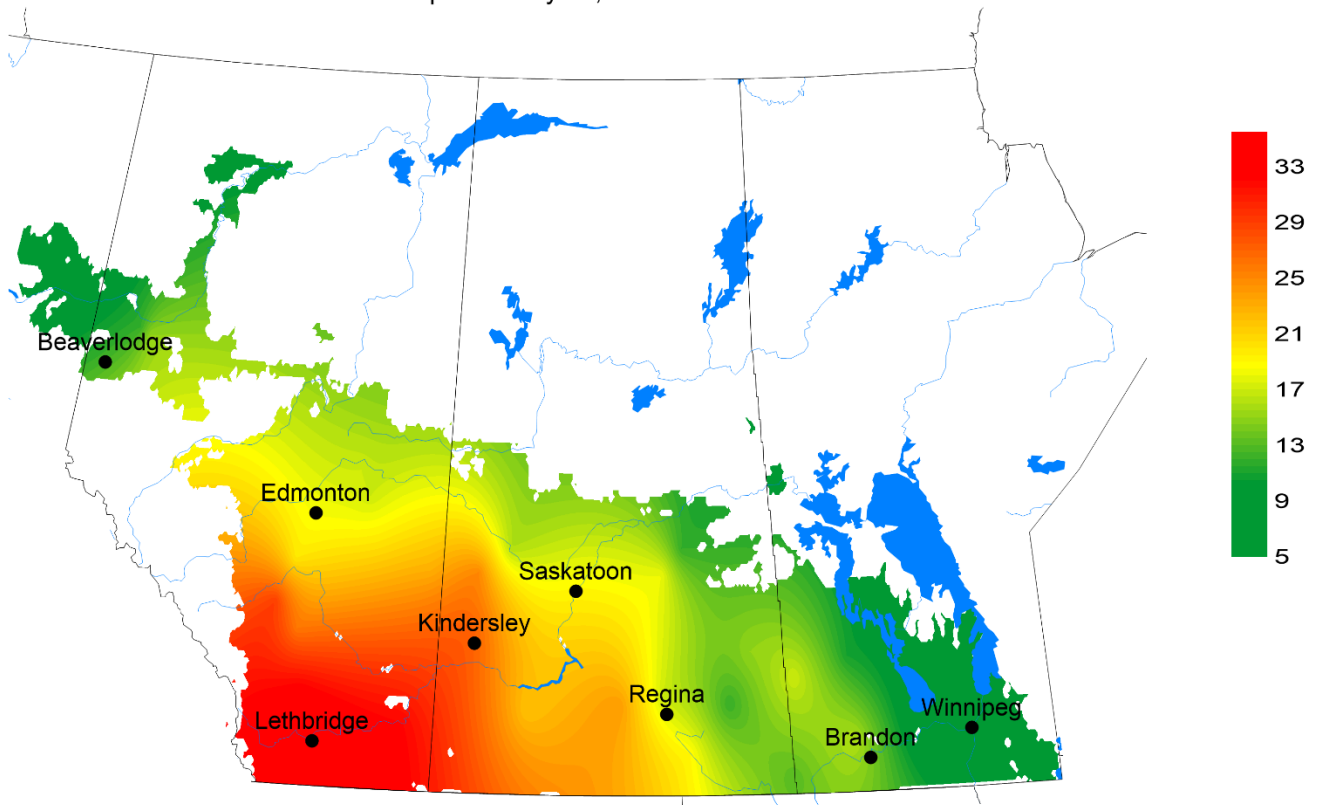 33
29
25
21
17
13
9
5
Beaverlodge
Edmonton
Saskatoon
Kindersley
Regina
Lethbridge
Winnipeg
Brandon